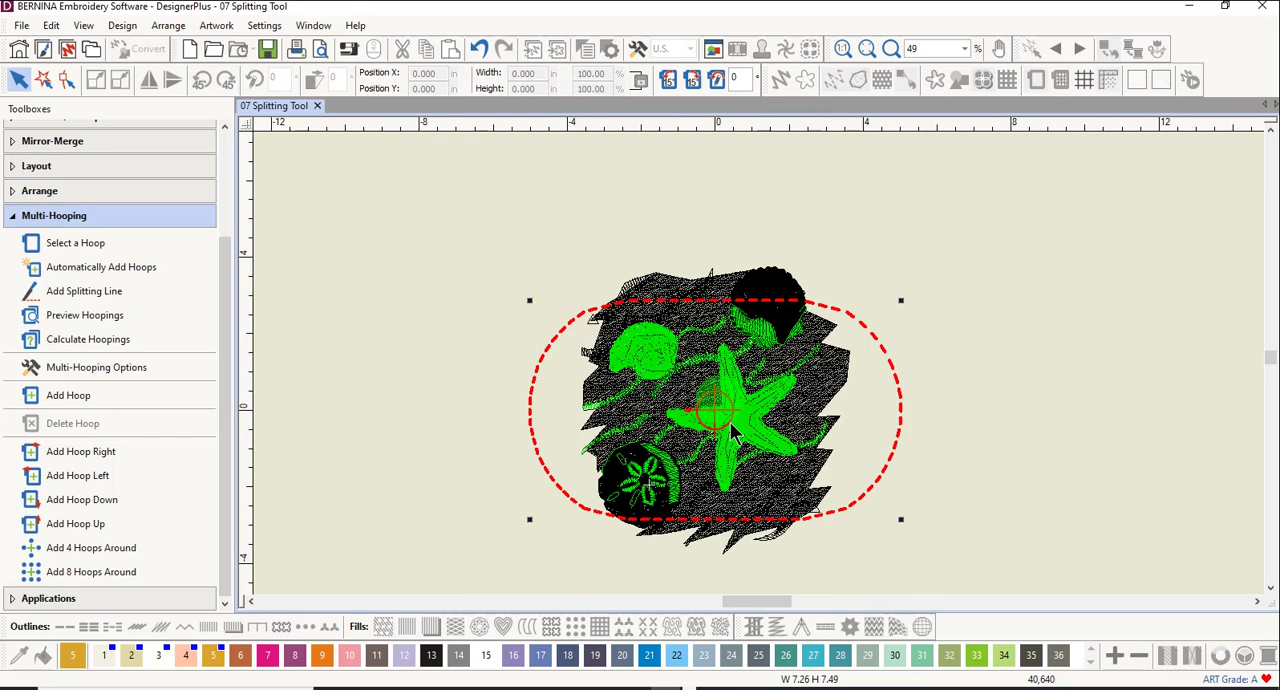 BERNINA Embroidery Software - DesignerPlus - 07 Splitting Tool
File Edit View Design Arrange Artwork Settings Window Help
Convert U.S. 49
0 0 Position X: 0.000 in Width: 0.000 in 100.00 % 0
Position Y: 0.000 in Height: 0.000 in 100.00 %
Toolboxes
07 Splitting Tool
-12 -8 -4 0 4 8 12
Mirror-Merge
Layout
Arrange
Multi-Hooping
Select a Hoop
Automatically Add Hoops
Add Splitting Line
Preview Hoopings
Calculate Hoopings
Multi-Hooping Options
Add Hoop
Delete Hoop
Add Hoop Right
Add Hoop Left
Add Hoop Down
Add Hoop Up
Add 4 Hoops Around
Add 8 Hoops Around
Applications
4
0
-4
Outlines: Fills:
5 1 2 3 4 5 6 7 8 9 10 11 12 13 14 15 16 17 18 19 20 21 22 23 24 25 26 27 28 29 30 31 32 33 34 35 36
W 7.26 H 7.49 40,640 ART Grade: A